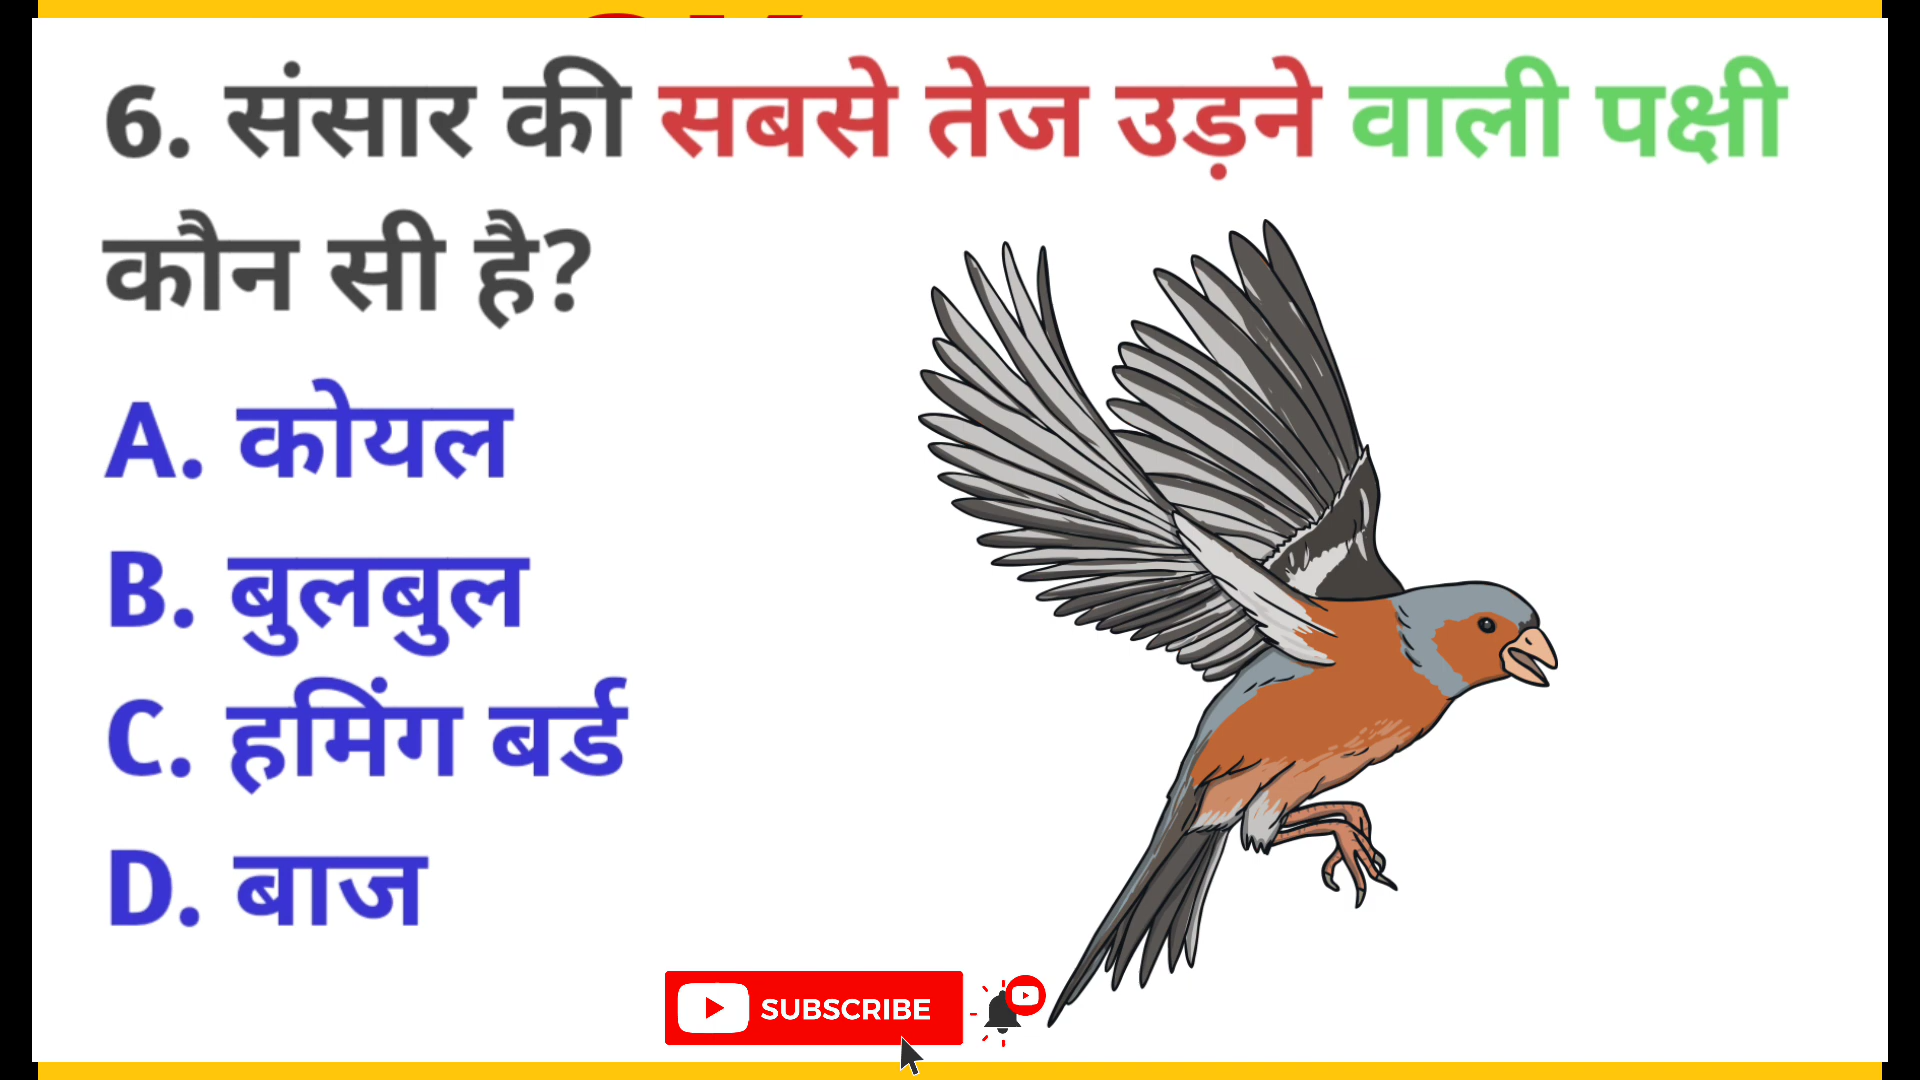 6. संसार की सबसे तेज उड़ने वाली पक्षी
कौन सी है?
A. कोयल
B. बुलबुल
C. हमिंग बर्ड
D. बाज
SUBSCRIBE